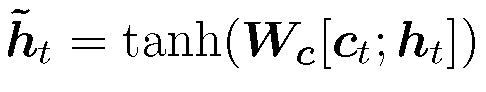 h̃ₜ = tanh(W_c[cₜ; hₜ])